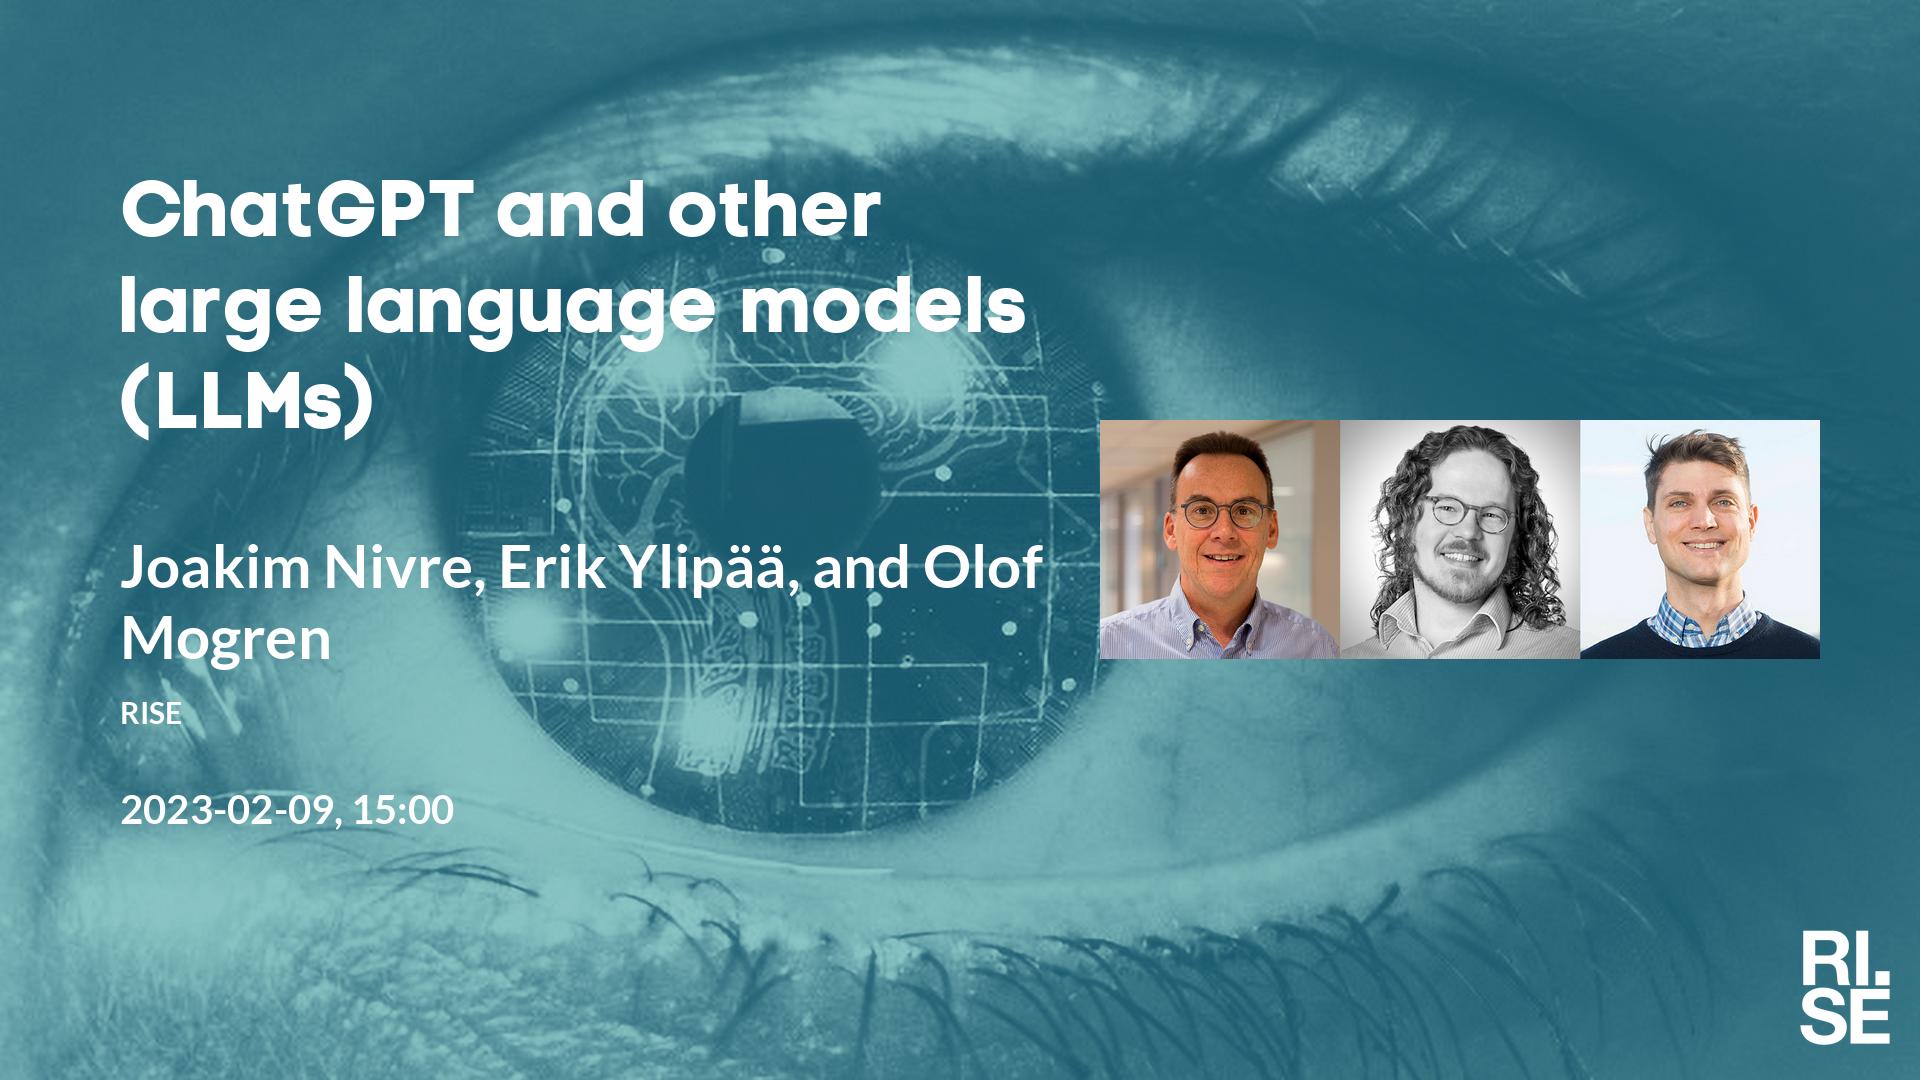 ChatGPT and other
large language models
(LLMs)
Joakim Nivre, Erik Ylipää, and Olof
Mogren
RISE
2023-02-09, 15:00
RI.
SE